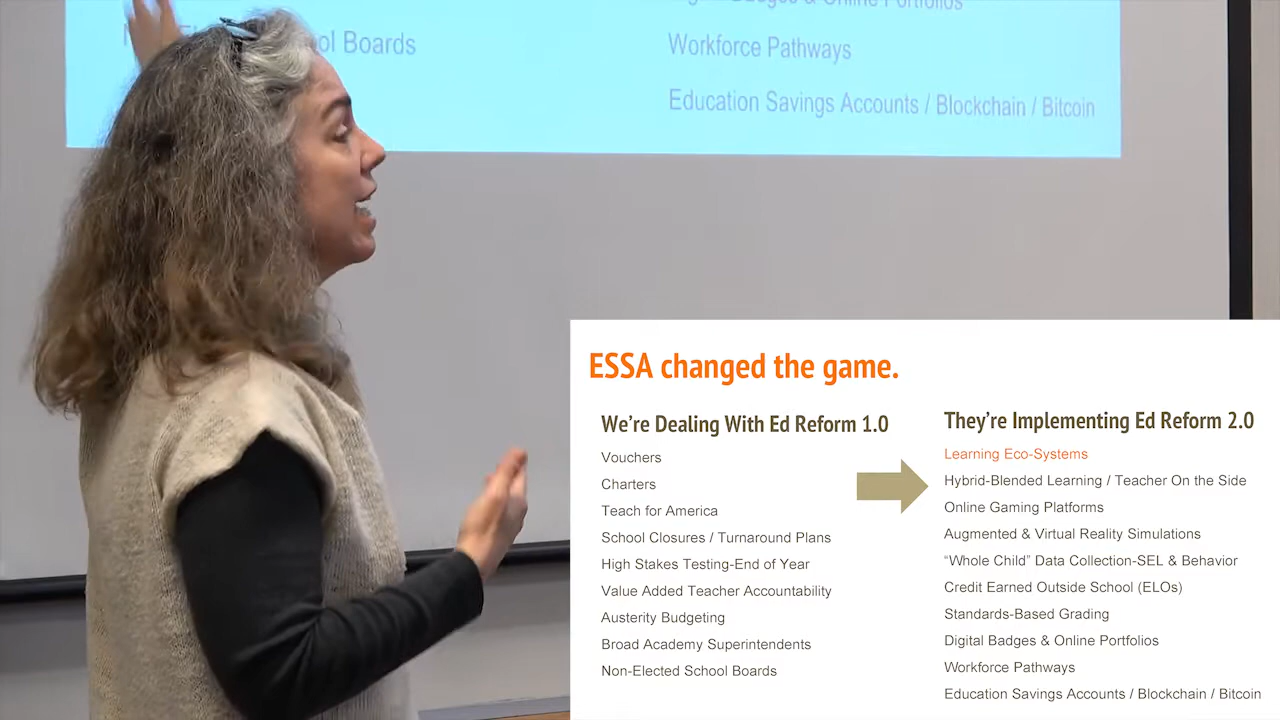 Digital Badges & Online Portfolios
School Boards
Workforce Pathways
Education Savings Accounts / Blockchain / Bitcoin
ESSA changed the game.
We're Dealing With Ed Reform 1.0
Vouchers
Charters
Teach for America
School Closures / Turnaround Plans
High Stakes Testing-End of Year
Value Added Teacher Accountability
Austerity Budgeting
Broad Academy Superintendents
Non-Elected School Boards
They're Implementing Ed Reform 2.0
Learning Eco-Systems
Hybrid-Blended Learning / Teacher On the Side
Online Gaming Platforms
Augmented & Virtual Reality Simulations
“Whole Child” Data Collection-SEL & Behavior
Credit Earned Outside School (ELOs)
Standards-Based Grading
Digital Badges & Online Portfolios
Workforce Pathways
Education Savings Accounts / Blockchain / Bitcoin